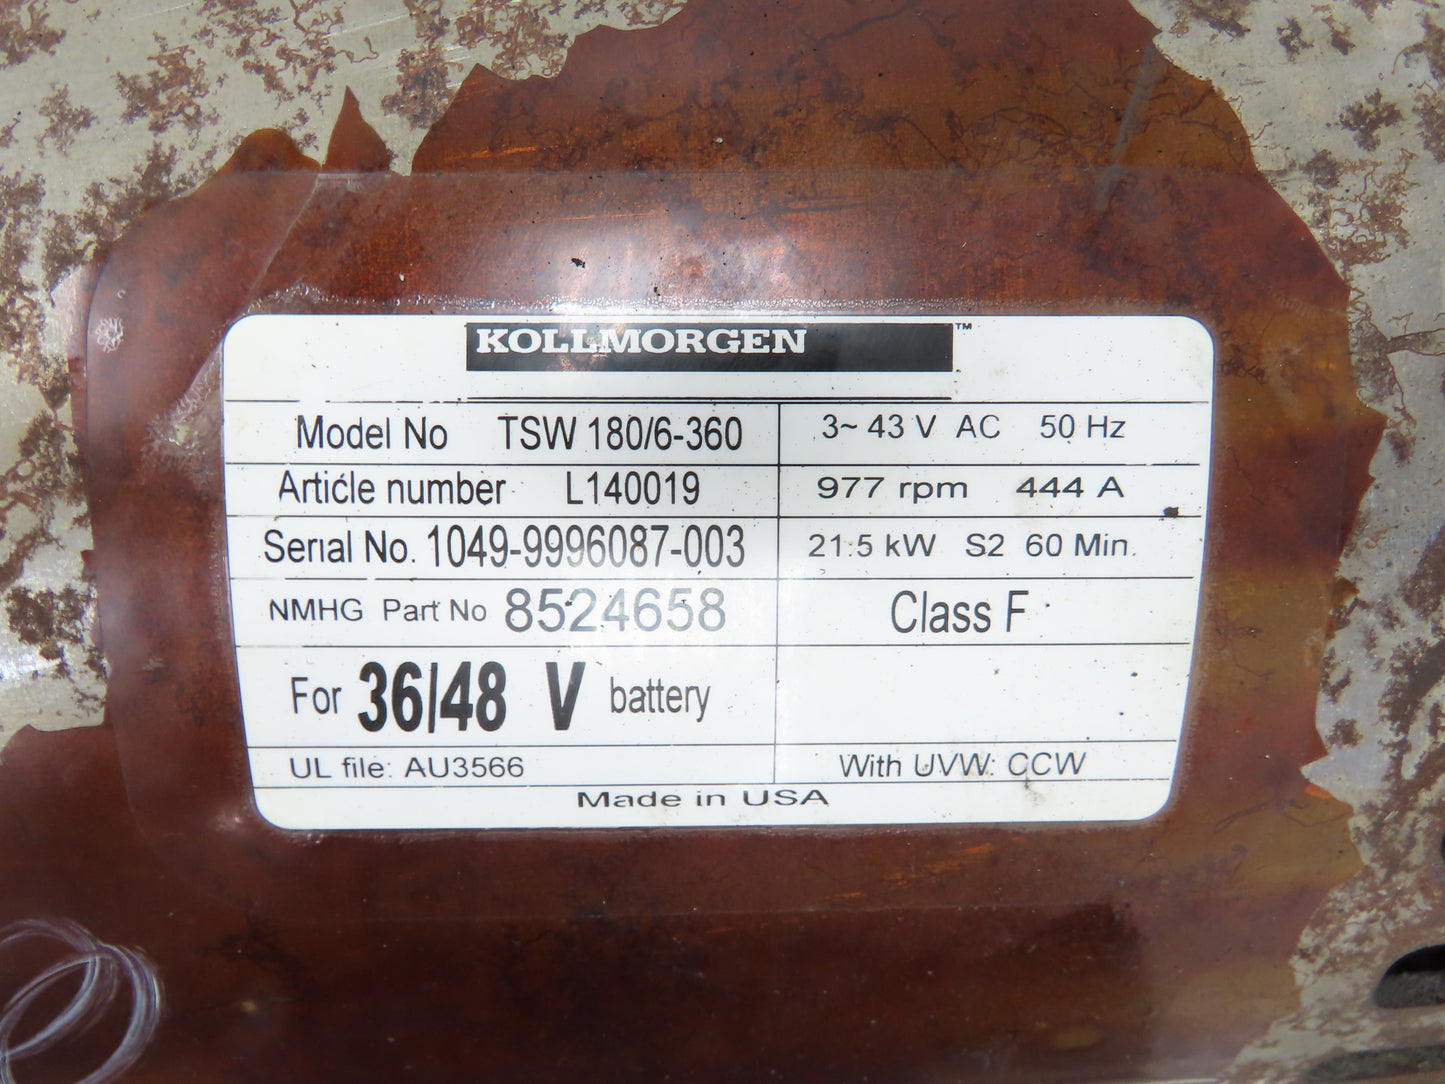 KOLLMORGEN™
Model No TSW 180/6-360 3~ 43 V AC 50 Hz
Article number L140019 977 rpm 444 A
Serial No. 1049-9996087-003 21.5 kW S2 60 Min.
NMHG Part No 8524658 Class F
For 36/48 V battery
UL file: AU3566 With UVW: CCW
Made in USA